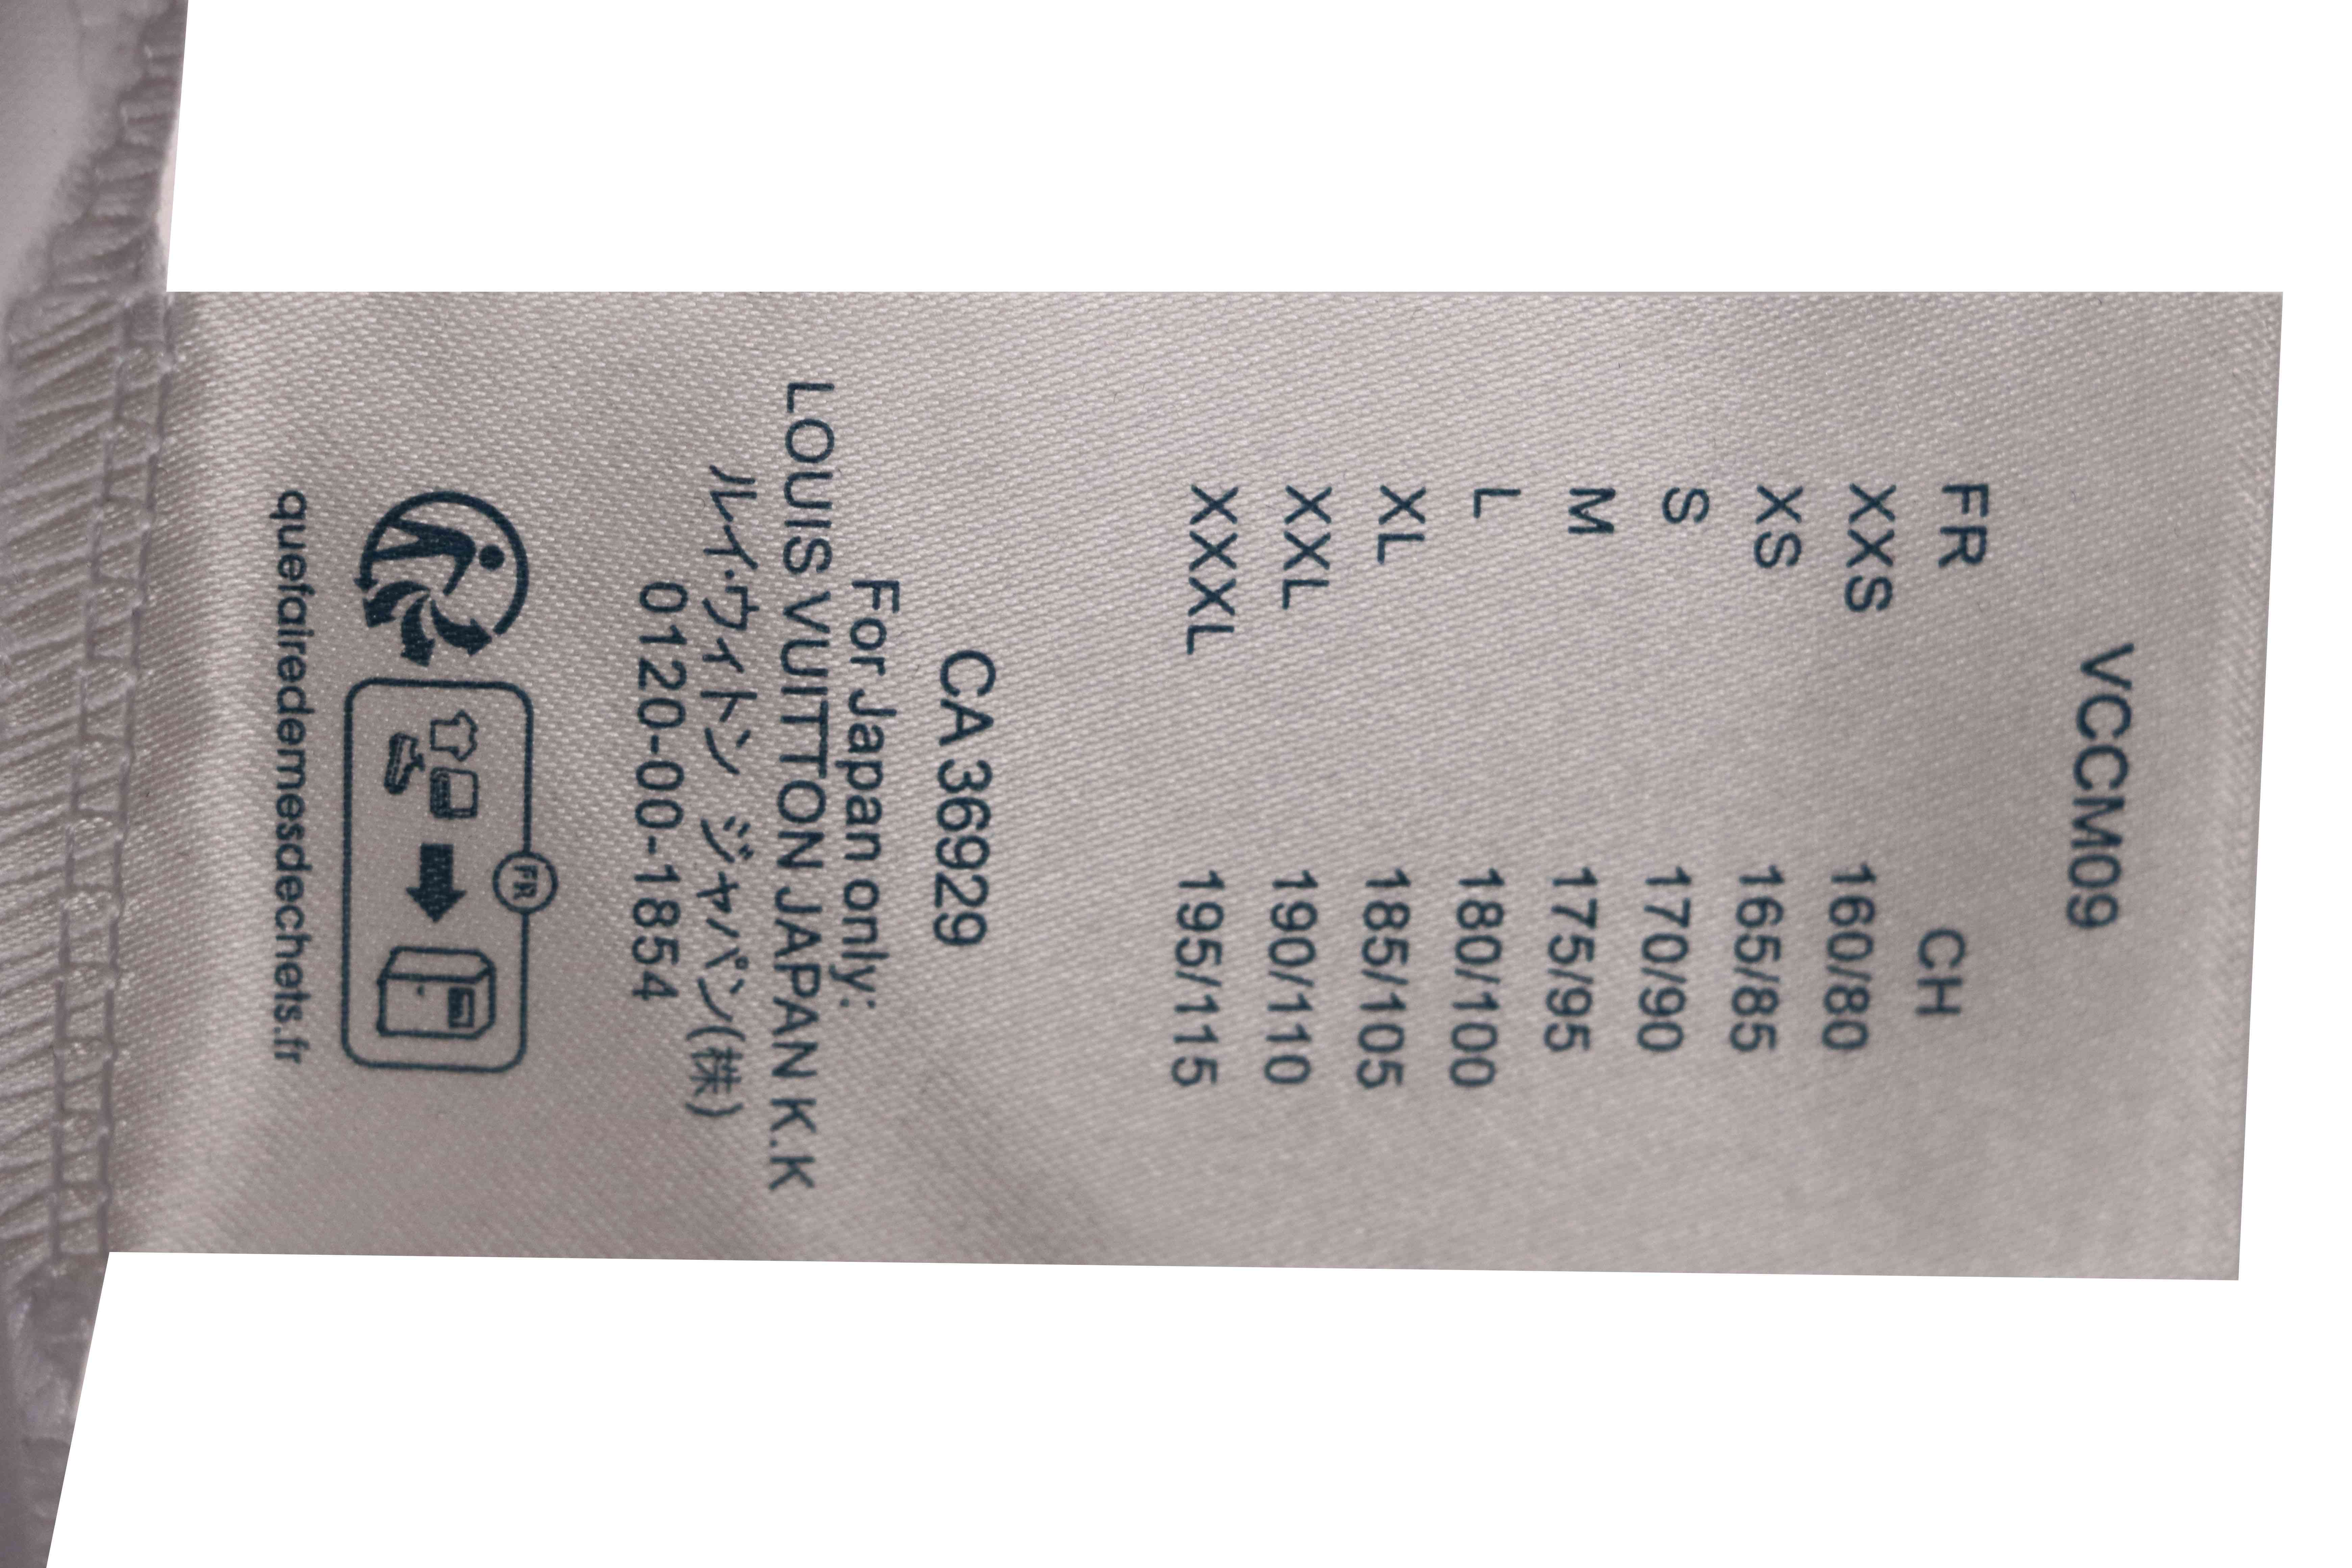 VCCM09
FR CH
XXS 160/80
XS 165/85
S 170/90
M 175/95
L 180/100
XL 185/105
XXL 190/110
XXXL 195/115
CA 36929
For Japan only:
LOUIS VUITTON JAPAN K.K
ルイ・ウィトン ジャパン(株)
0120-00-1854
FR
quefairedemesdechets.fr